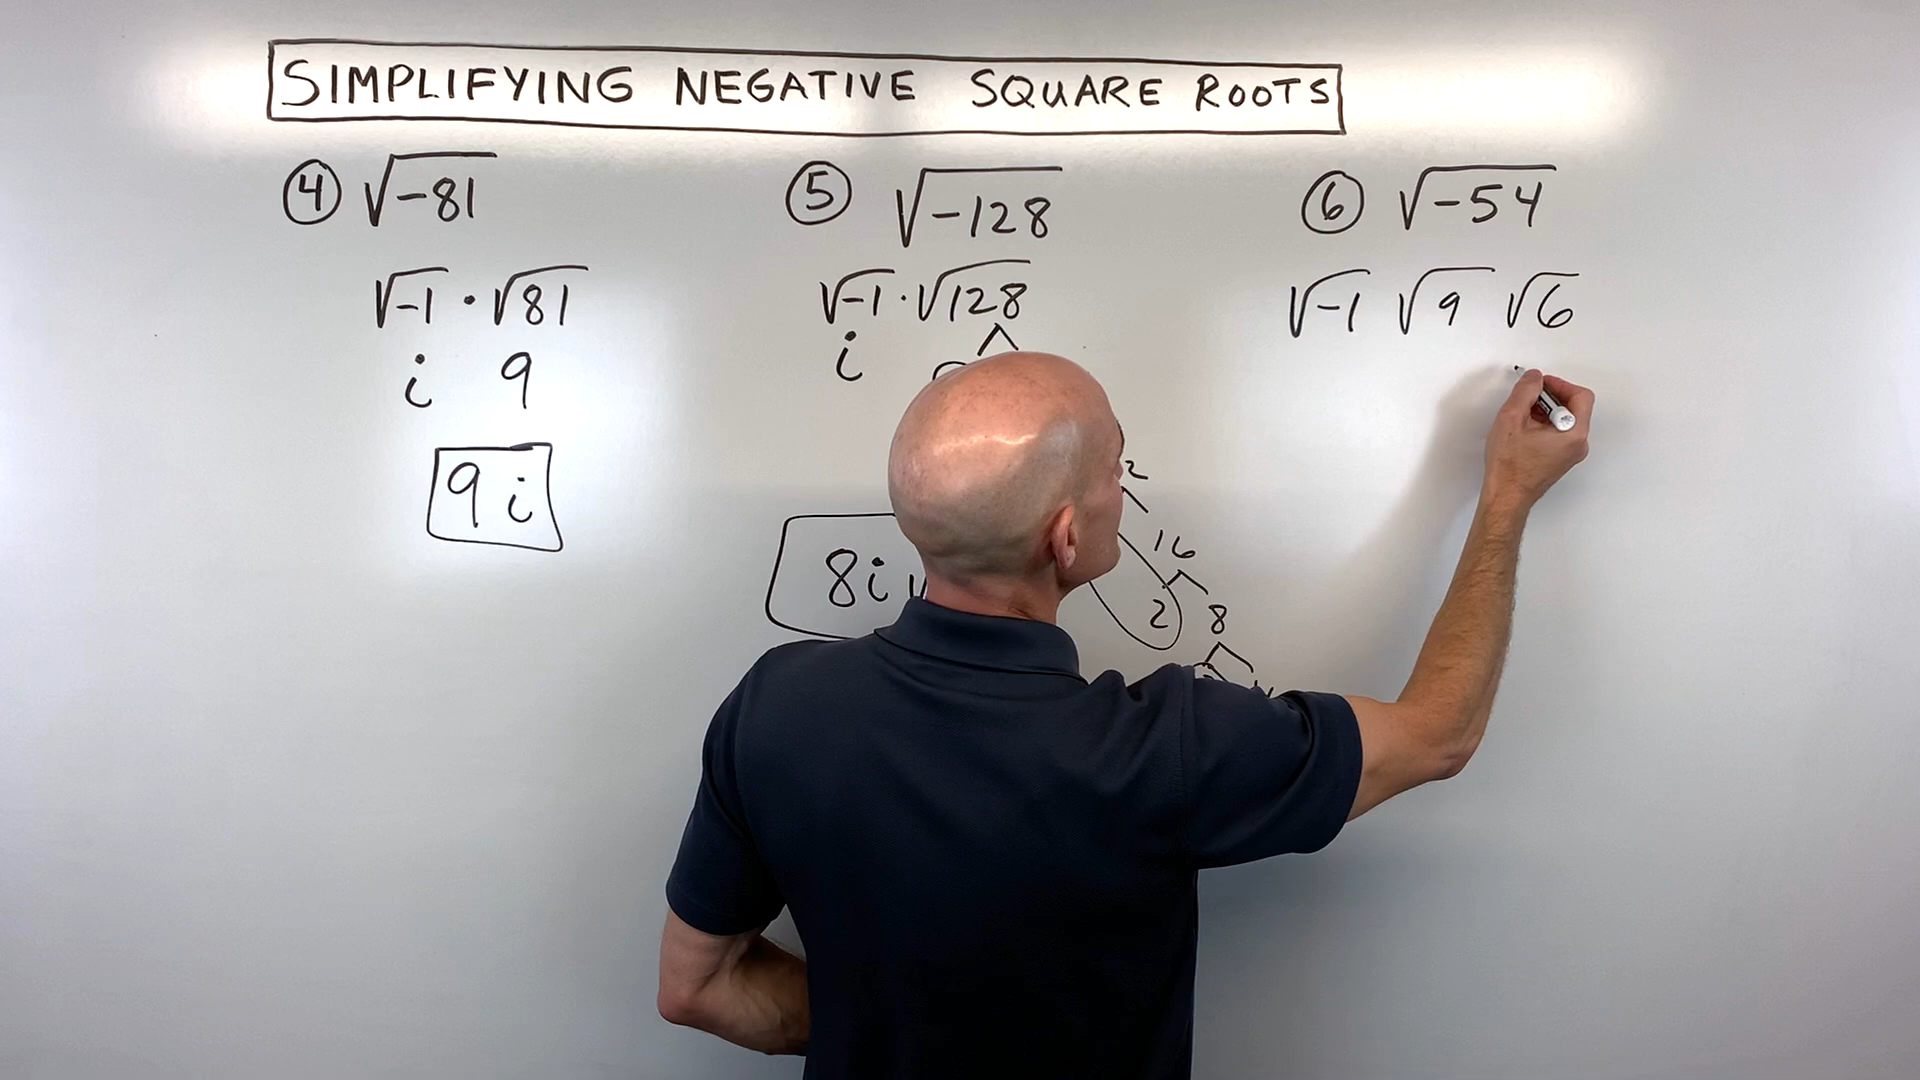 SIMPLIFYING NEGATIVE SQUARE ROOTS
④ √-81
√-1 · √81
i 9
9i
⑤ √-128
√-1 · √128
i
2
16
2 8
8i
⑥ √-54
√-1 √9 √6